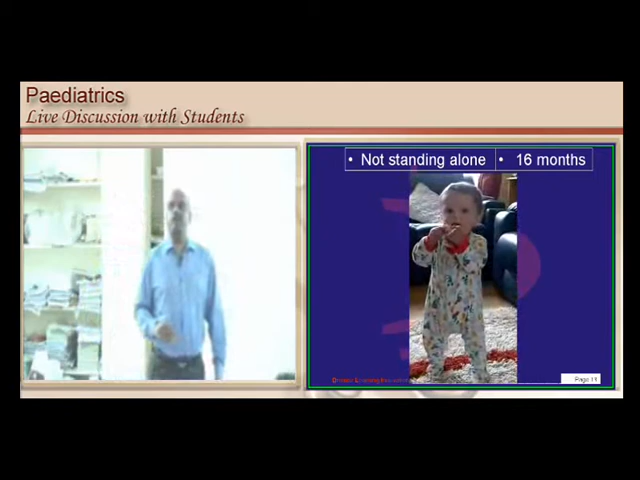 Paediatrics
Live Discussion with Students
• Not standing alone • 16 months